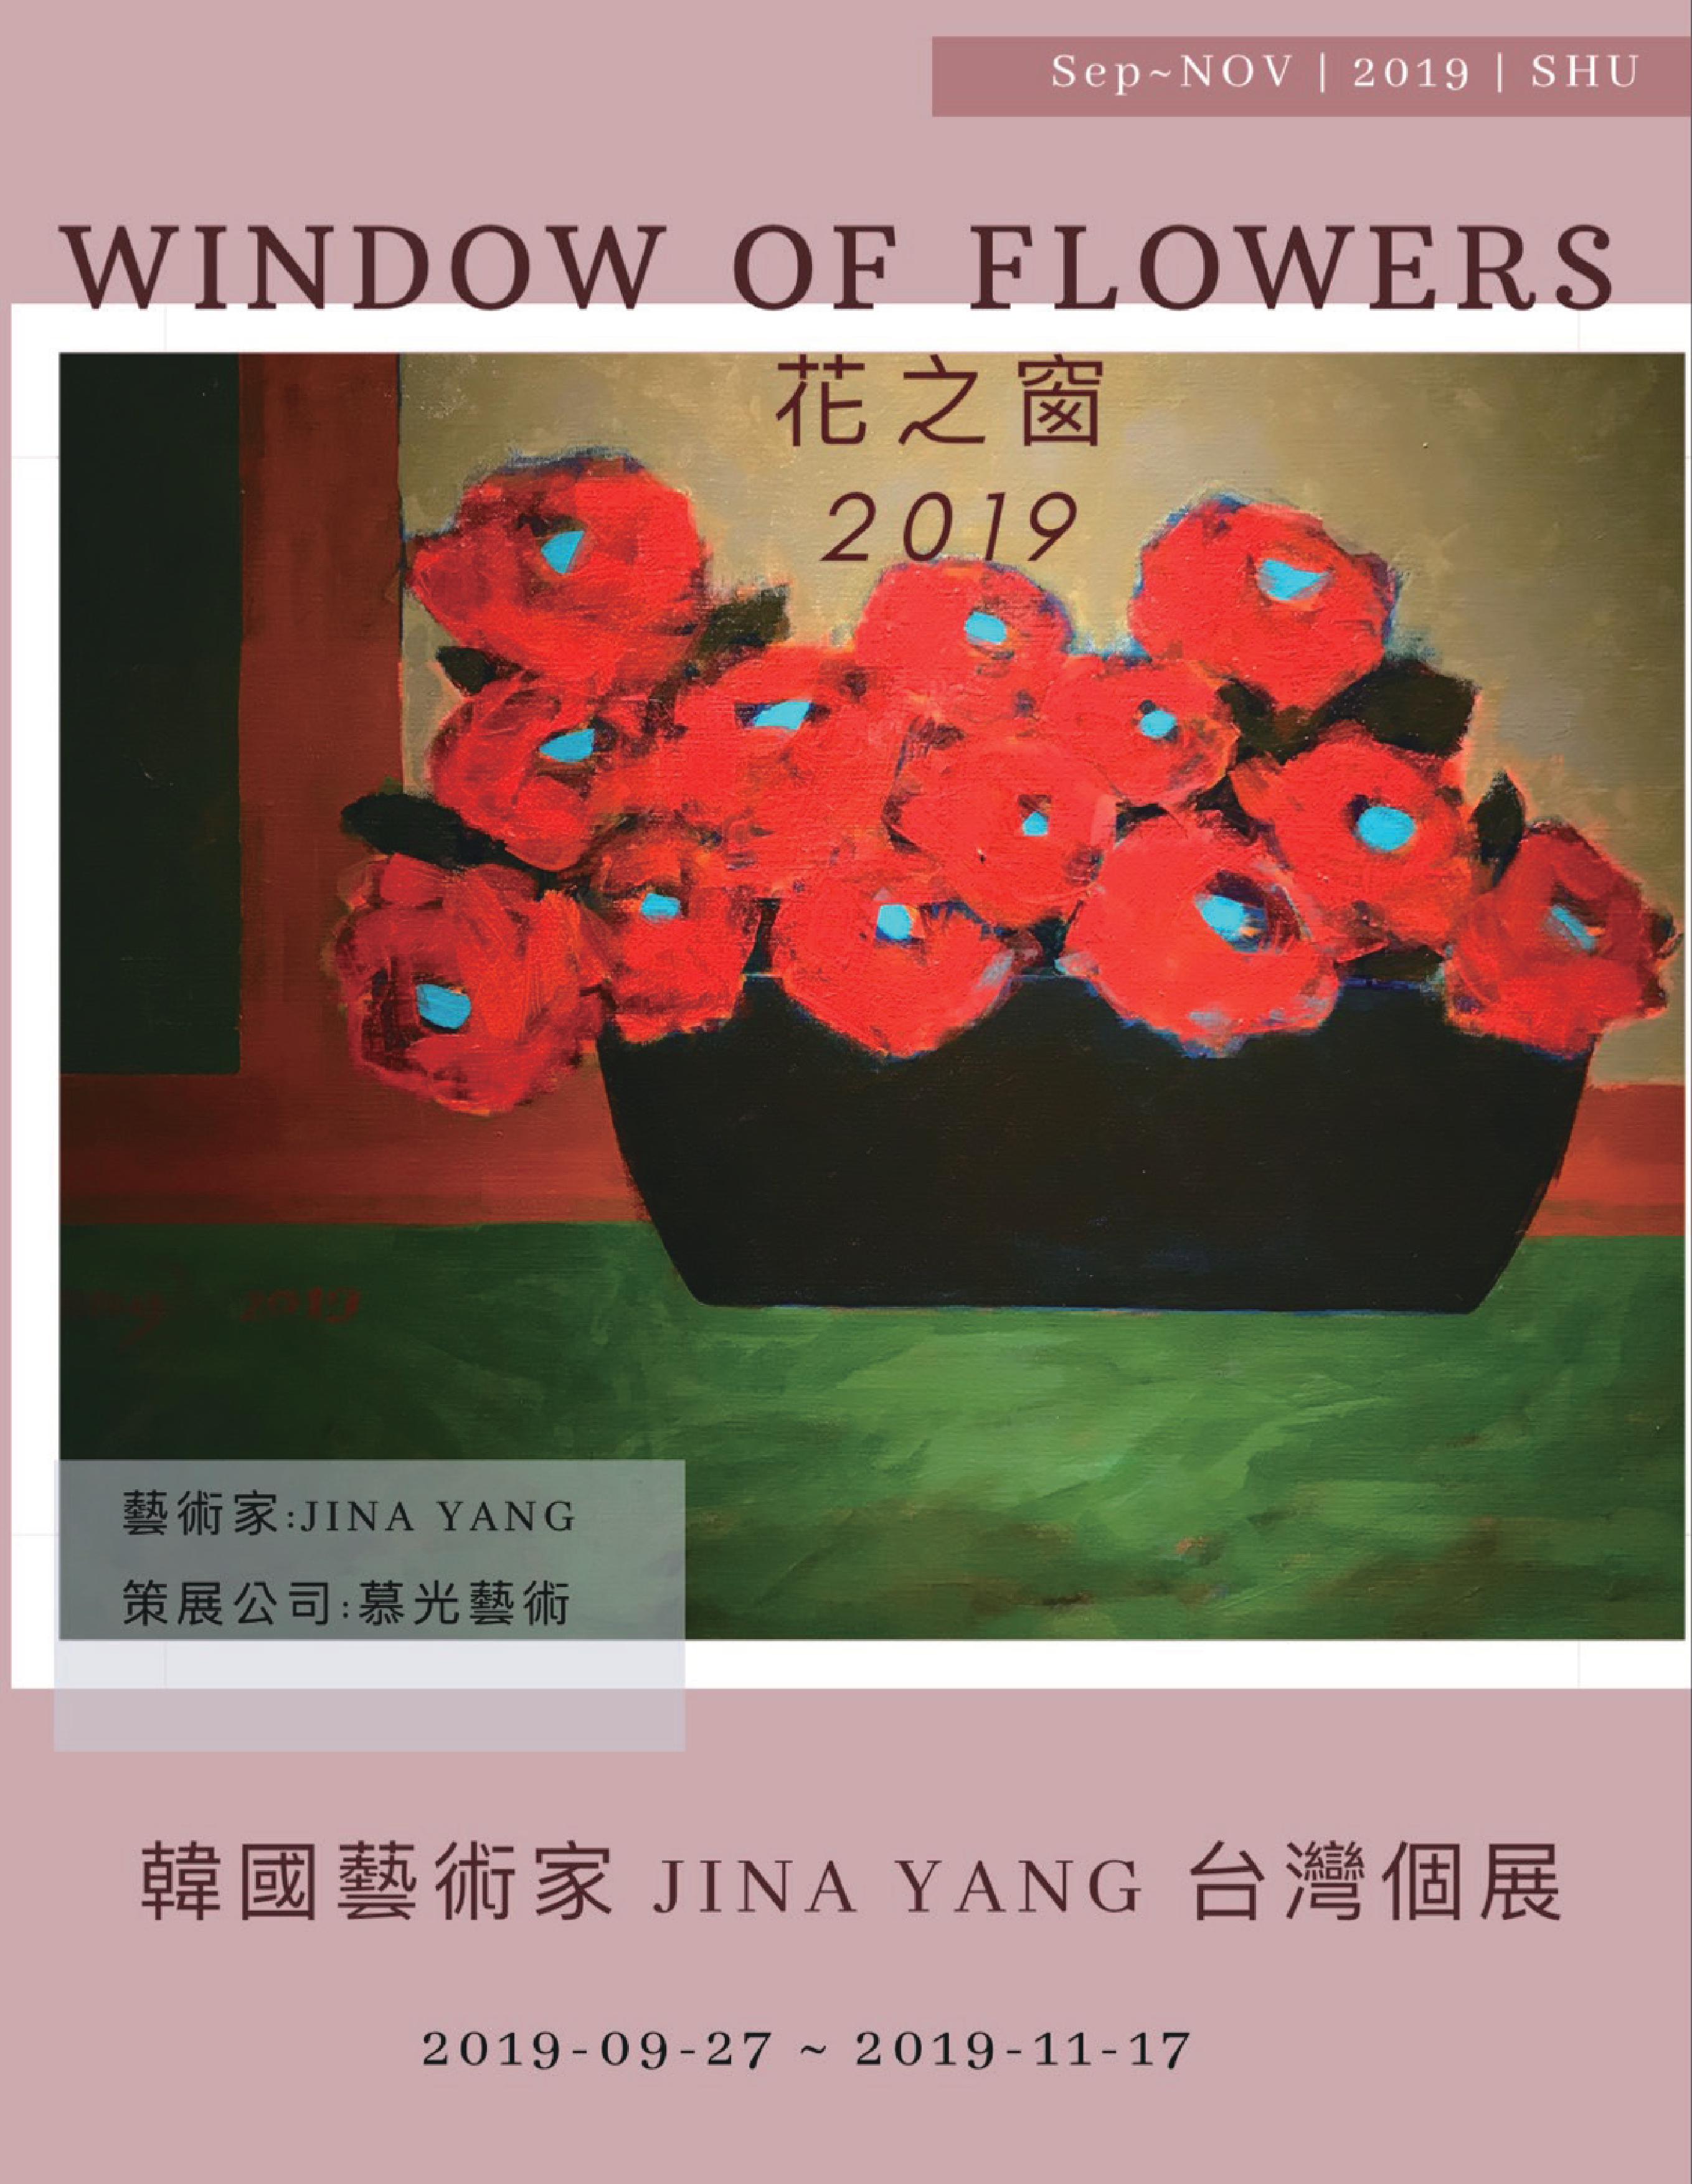 Sep~NOV | 2019 | SHU
WINDOW OF FLOWERS
花之窗
2019
2019
藝術家:JINA YANG
策展公司:慕光藝術
韓國藝術家 JINA YANG 台灣個展
2019-09-27 ~ 2019-11-17